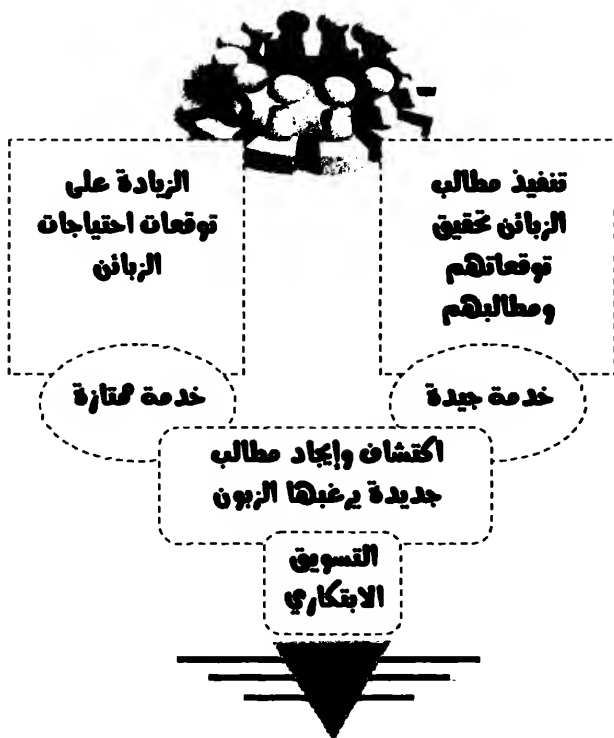 تنفيذ مطالب
الزبائن تحقيق
توقعاتهم
ومطالبهم
الزيادة على
توقعات احتياجات
الزبائن
خدمة جيدة
خدمة ممتازة
اكتشاف وإيجاد مطالب
جديدة يرغبها الزبون
التسويق
الابتكاري